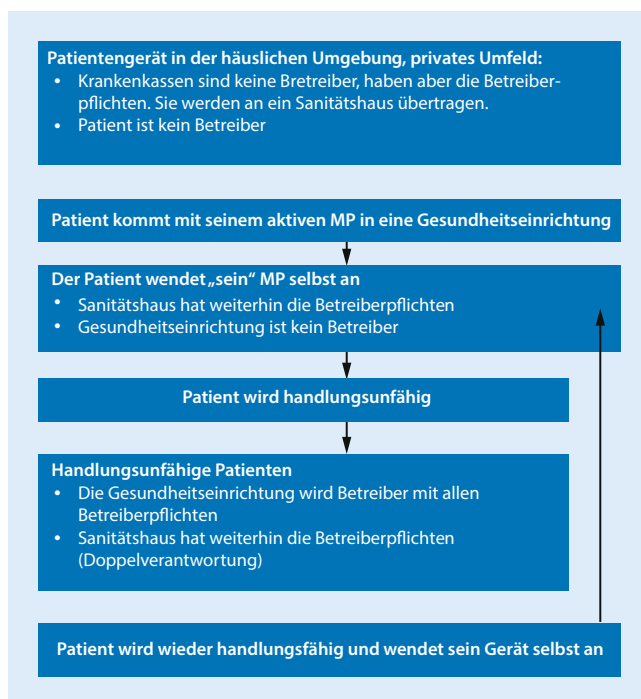 Patientengerät in der häuslichen Umgebung, privates Umfeld:
• Krankenkassen sind keine Bretreiber, haben aber die Betreiber-
pflichten. Sie werden an ein Sanitätshaus übertragen.
• Patient ist kein Betreiber
Patient kommt mit seinem aktiven MP in eine Gesundheitseinrichtung
Der Patient wendet „sein“ MP selbst an
• Sanitätshaus hat weiterhin die Betreiberpflichten
• Gesundheitseinrichtung ist kein Betreiber
Patient wird handlungsunfähig
Handlungsunfähige Patienten
• Die Gesundheitseinrichtung wird Betreiber mit allen
Betreiberpflichten
• Sanitätshaus hat weiterhin die Betreiberpflichten
(Doppelverantwortung)
Patient wird wieder handlungsfähig und wendet sein Gerät selbst an